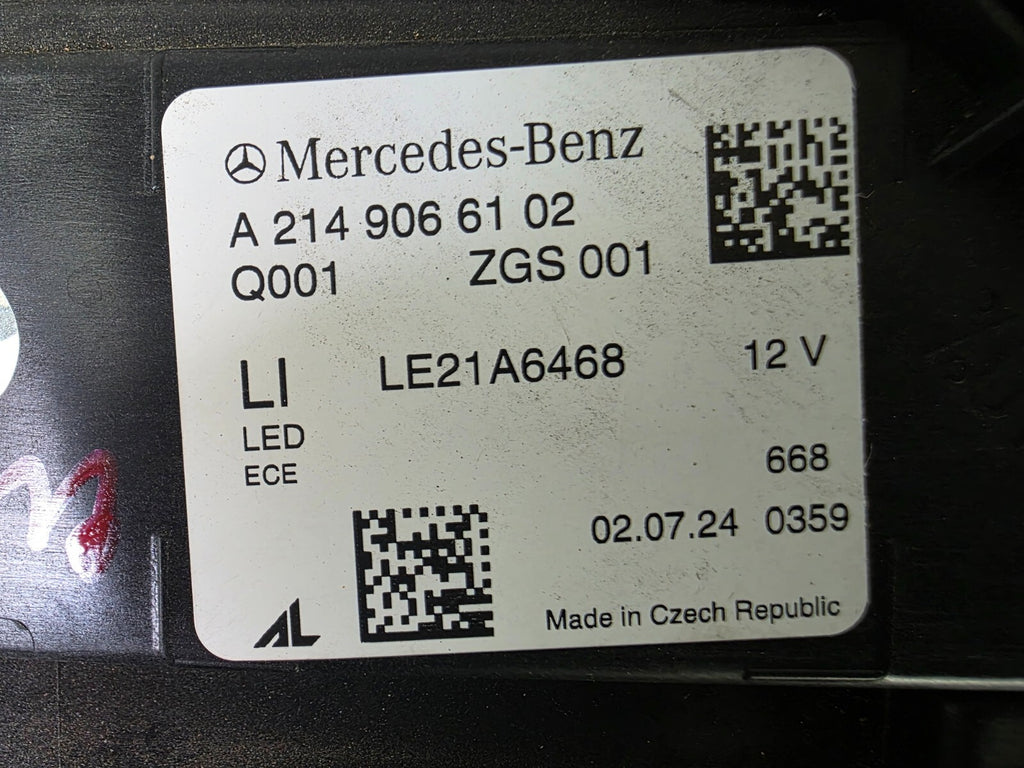 Mercedes-Benz
A 214 906 61 02
Q001 ZGS 001
LI LE21A6468 12 V
LED
ECE
668
02.07.24 0359
AL
Made in Czech Republic